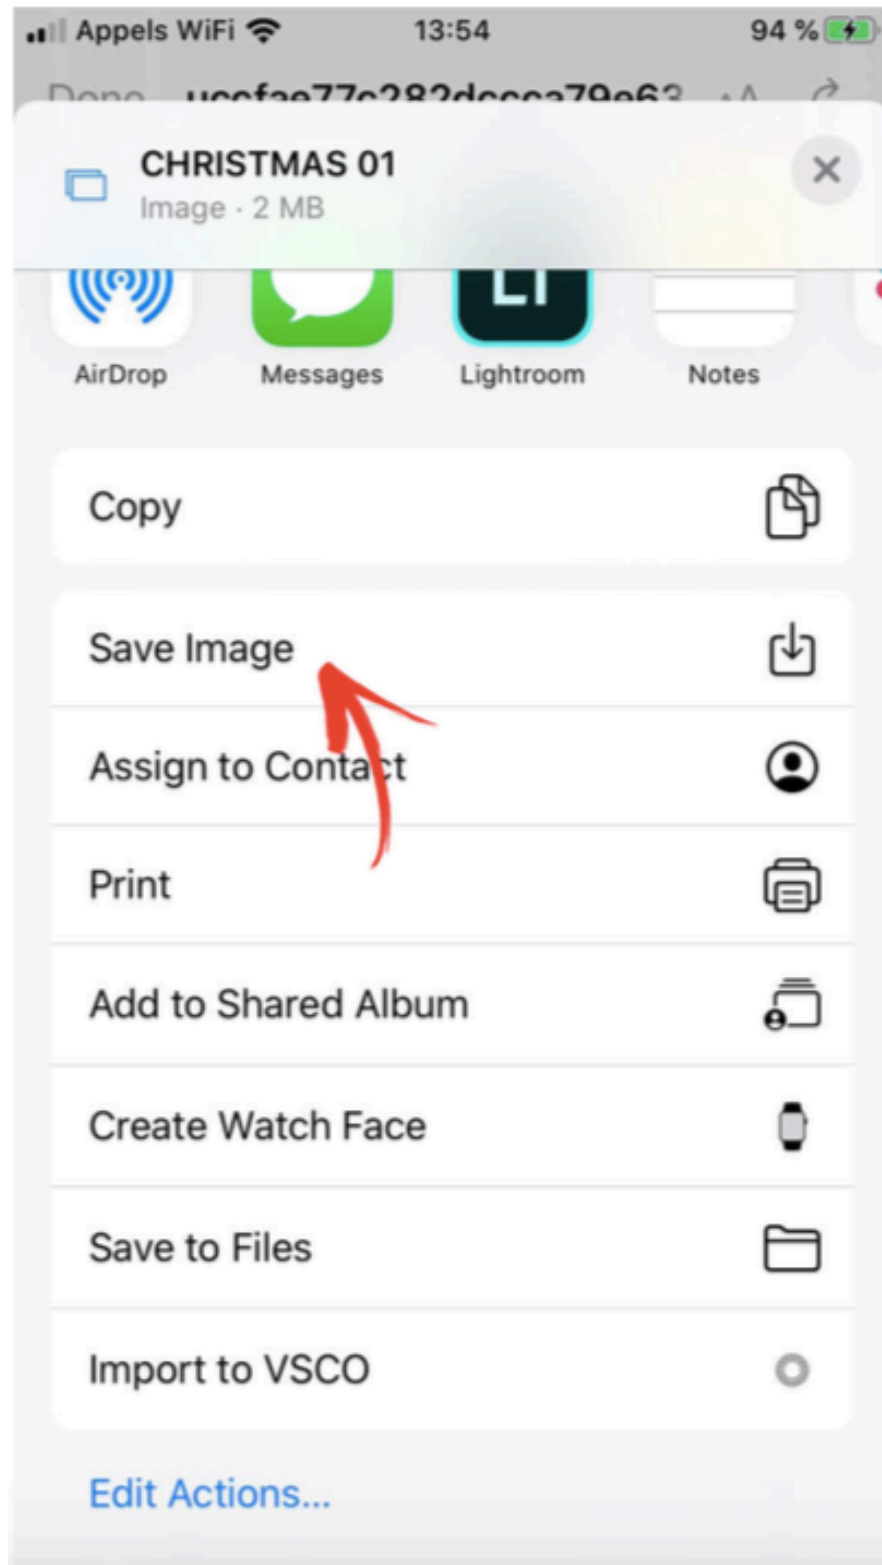 Appels WiFi 13:54 94 %
CHRISTMAS 01
Image · 2 MB
AirDrop Messages Lightroom Notes
Copy
Save Image
Assign to Contact
Print
Add to Shared Album
Create Watch Face
Save to Files
Import to VSCO
Edit Actions...